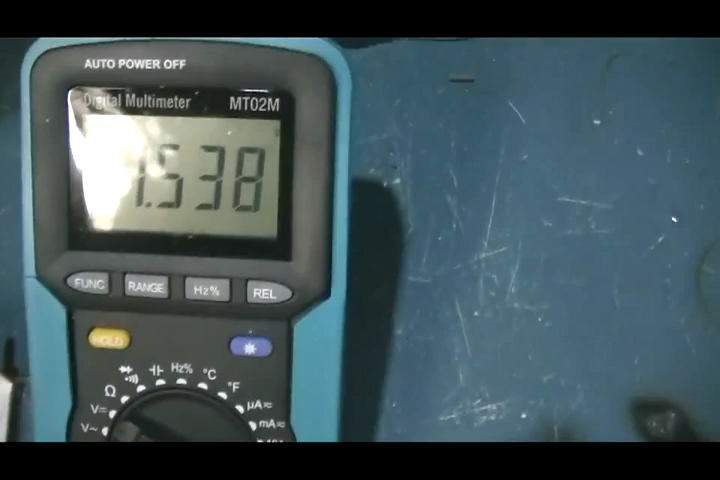 AUTO POWER OFF
Digital Multimeter MT02M
1.538
FUNC RANGE Hz% REL
HOLD
Hz%
°C
Ω °F
V= µA≂
V~ mA≂